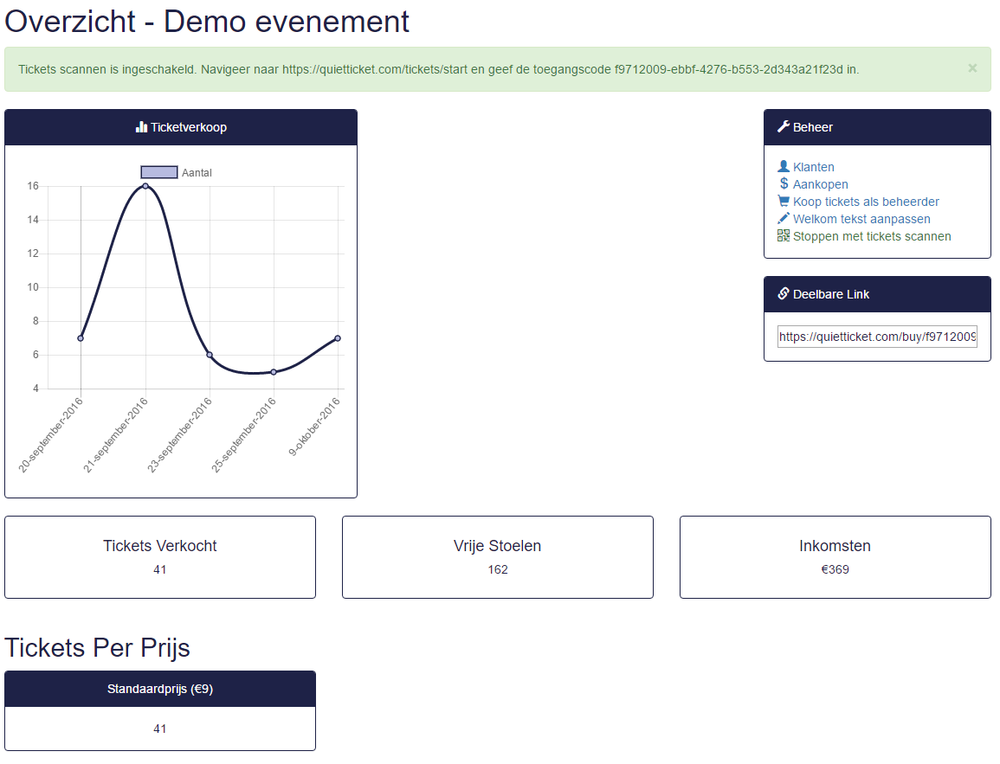 Overzicht - Demo evenement
Tickets scannen is ingeschakeld. Navigeer naar https://quietticket.com/tickets/start en geef de toegangscode f9712009-ebbf-4276-b553-2d343a21f23d in.
×
Ticketverkoop
Aantal
16
14
12
10
8
6
4
20-september-2016
21-september-2016
23-september-2016
25-september-2016
9-oktober-2016
Beheer
Klanten
Aankopen
Koop tickets als beheerder
Welkom tekst aanpassen
Stoppen met tickets scannen
Deelbare Link
https://quietticket.com/buy/f9712009
Tickets Verkocht
41
Vrije Stoelen
162
Inkomsten
€369
Tickets Per Prijs
Standaardprijs (€9)
41